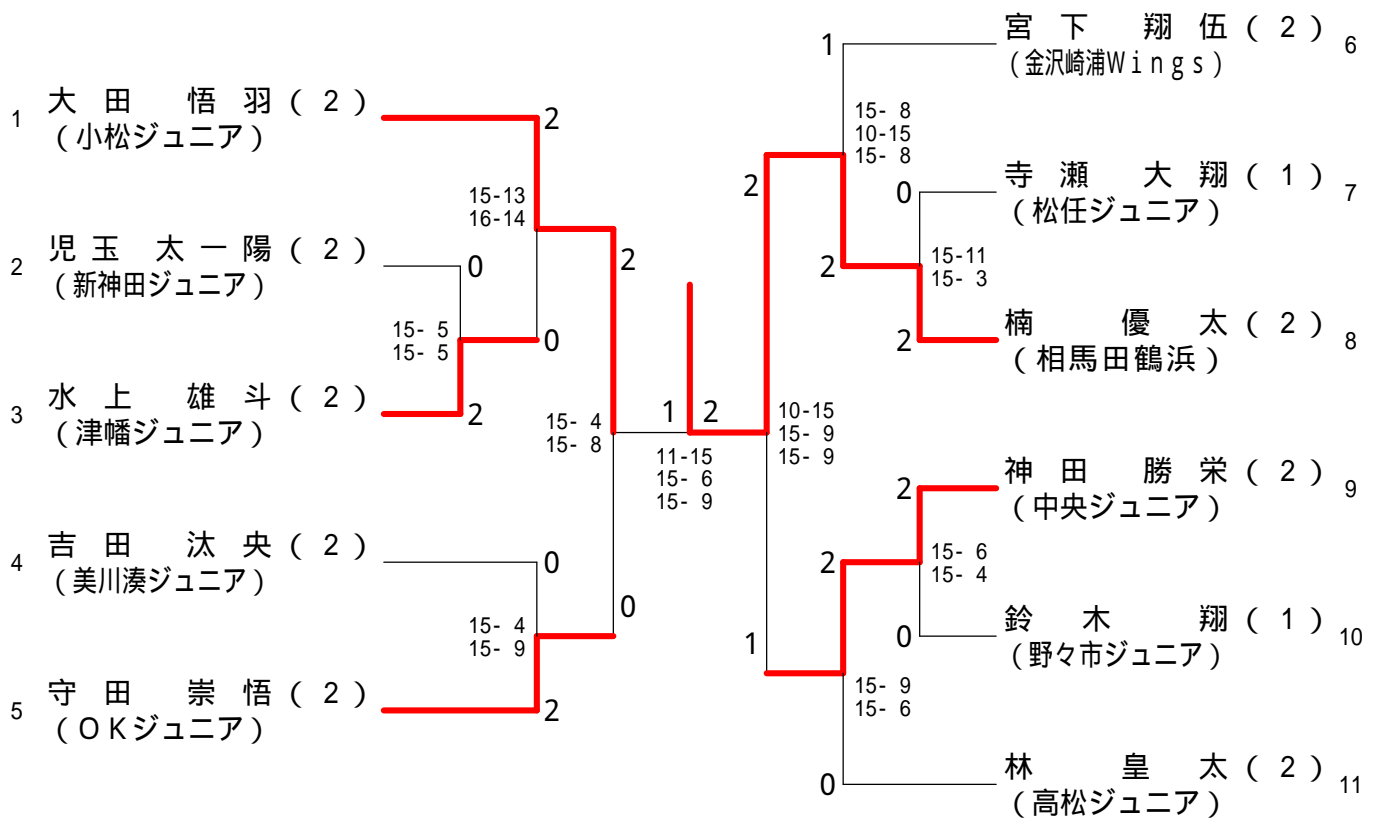 1 大田 悟羽 ( 2 )
(小松ジュニア)
2
15-13
16-14
2 児玉 太一陽 ( 2 )
(新神田ジュニア)
0
2
15- 5
15- 5
0
3 水上 雄斗 ( 2 )
(津幡ジュニア)
2
15- 4
15- 8
4 吉田 汰央 ( 2 )
(美川湊ジュニア)
0
0
15- 4
15- 9
5 守田 崇悟 ( 2 )
(OKジュニア)
2
1 2
11-15
15- 6
15- 9
宮下 翔伍 ( 2 ) 6
(金沢崎浦Wings)
1
15- 8
10-15
15- 8
2
寺瀬 大翔 ( 1 ) 7
(松任ジュニア)
0
2
15-11
15- 3
楠 優太 ( 2 ) 8
(相馬田鶴浜)
2
10-15
15- 9
15- 9
神田 勝栄 ( 2 ) 9
(中央ジュニア)
2
2
15- 6
15- 4
鈴木 翔 ( 1 ) 10
(野々市ジュニア)
0
1
15- 9
15- 6
林 皇太 ( 2 ) 11
(高松ジュニア)
0